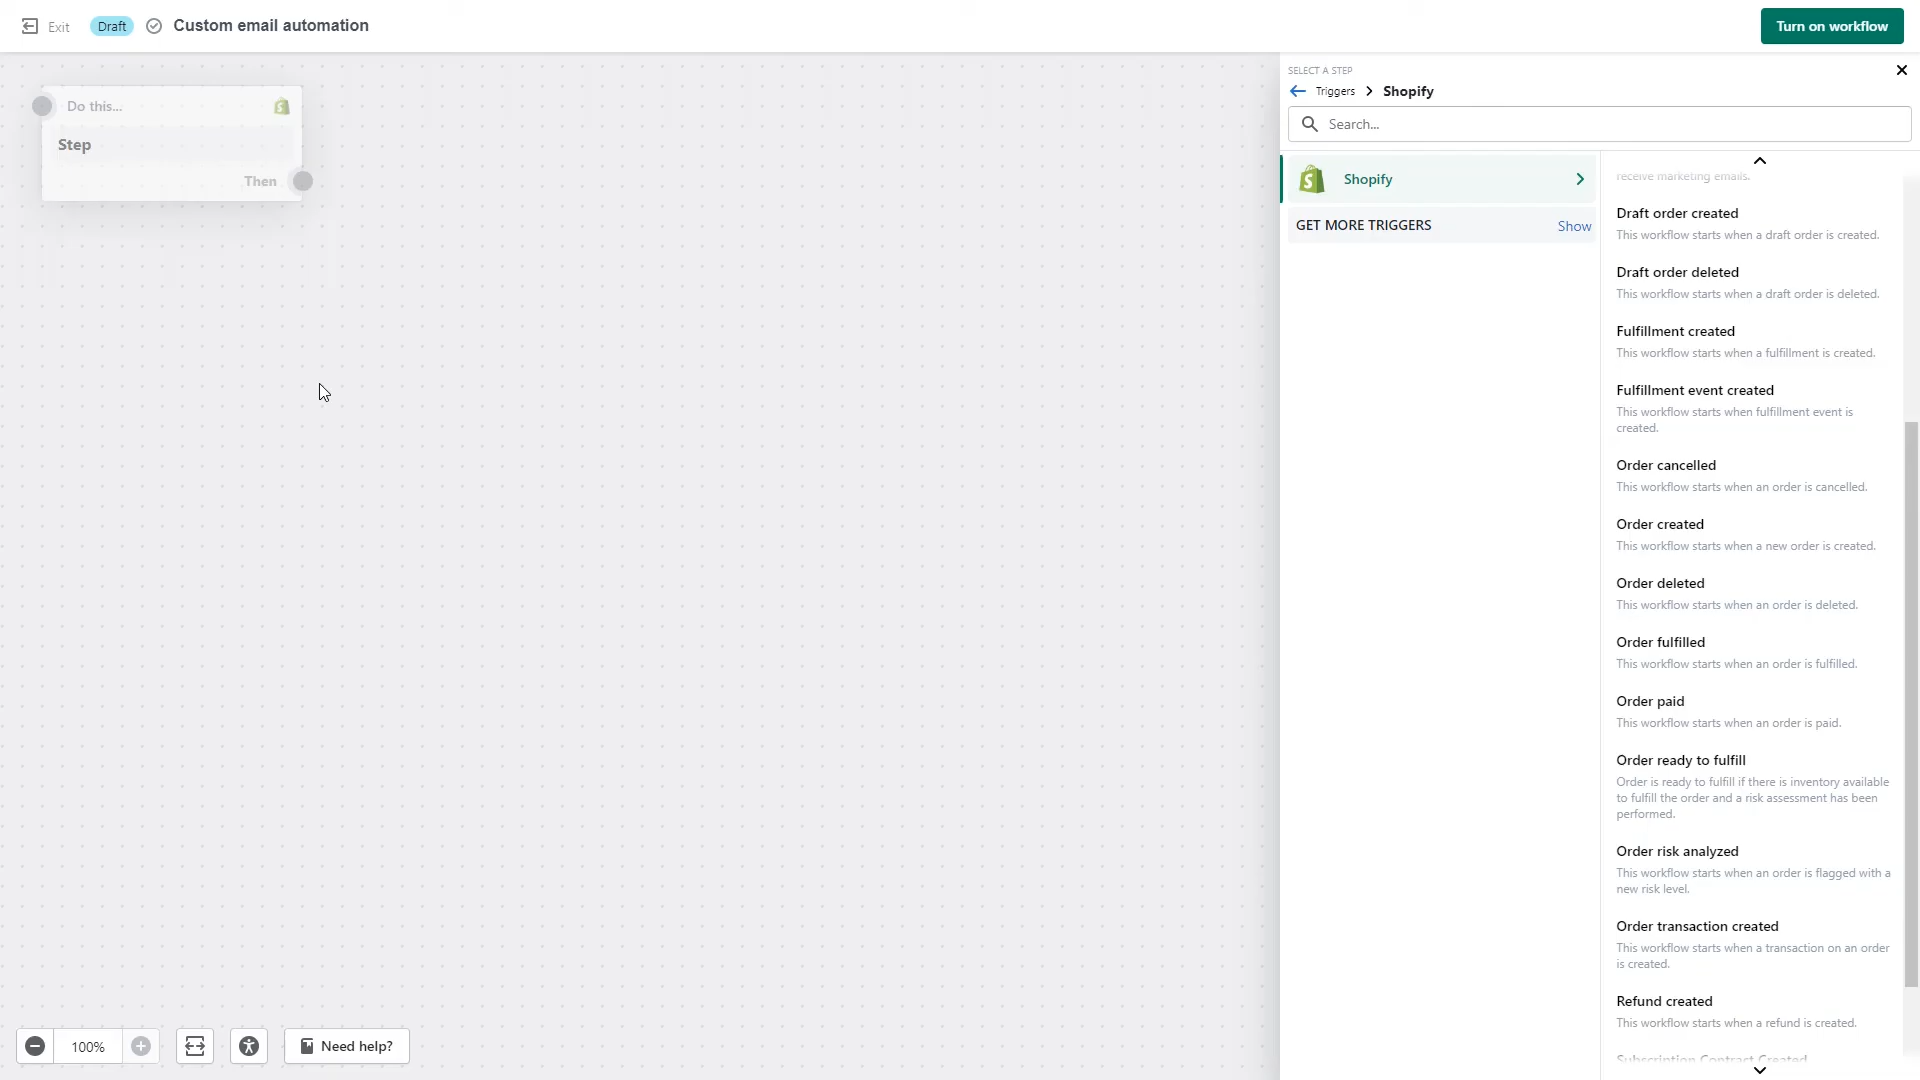 Exit
Draft
Custom email automation
Turn on workflow
Do this...
Step
Then
SELECT A STEP
Triggers
Shopify
Search...
Shopify
GET MORE TRIGGERS
Show
receive marketing emails.
Draft order created
This workflow starts when a draft order is created.
Draft order deleted
This workflow starts when a draft order is deleted.
Fulfillment created
This workflow starts when a fulfillment is created.
Fulfillment event created
This workflow starts when fulfillment event is
created.
Order cancelled
This workflow starts when an order is cancelled.
Order created
This workflow starts when a new order is created.
Order deleted
This workflow starts when an order is deleted.
Order fulfilled
This workflow starts when an order is fulfilled.
Order paid
This workflow starts when an order is paid.
Order ready to fulfill
Order is ready to fulfill if there is inventory available
to fulfill the order and a risk assessment has been
performed.
Order risk analyzed
This workflow starts when an order is flagged with a
new risk level.
Order transaction created
This workflow starts when a transaction on an order
is created.
Refund created
This workflow starts when a refund is created.
Subscription Contract Created
100%
Need help?